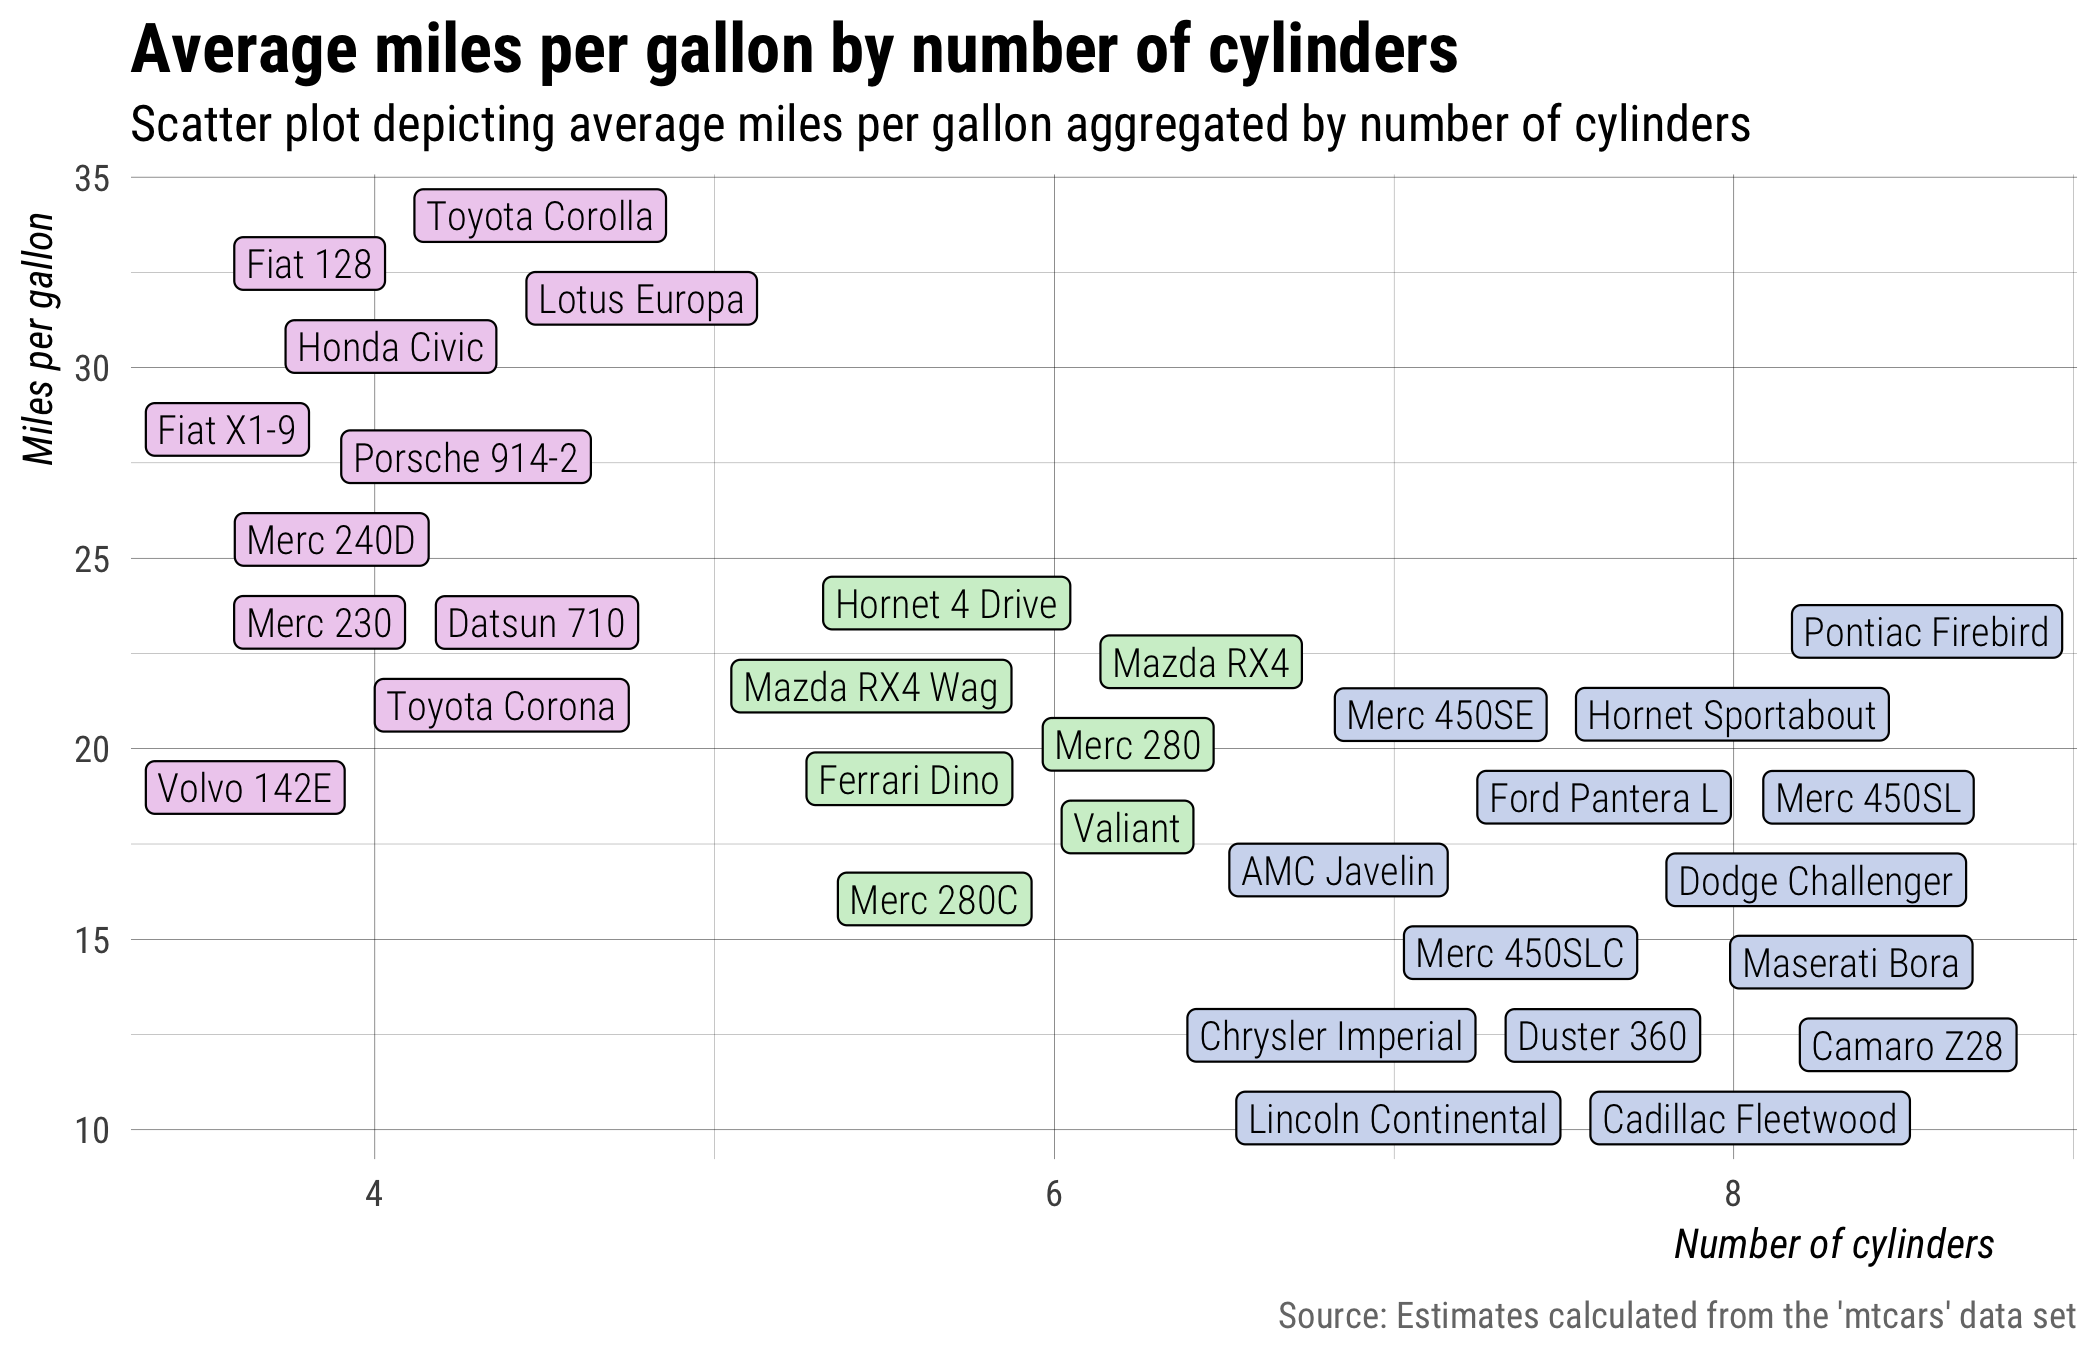 Average miles per gallon by number of cylinders
Scatter plot depicting average miles per gallon aggregated by number of cylinders
Miles per gallon
35
30
25
20
15
10
Toyota Corolla
Fiat 128
Lotus Europa
Honda Civic
Fiat X1-9
Porsche 914-2
Merc 240D
Hornet 4 Drive
Merc 230
Datsun 710
Pontiac Firebird
Mazda RX4
Mazda RX4 Wag
Toyota Corona
Merc 450SE
Hornet Sportabout
Merc 280
Ferrari Dino
Volvo 142E
Ford Pantera L
Merc 450SL
Valiant
AMC Javelin
Dodge Challenger
Merc 280C
Merc 450SLC
Maserati Bora
Chrysler Imperial
Duster 360
Camaro Z28
Lincoln Continental
Cadillac Fleetwood
4
6
8
Number of cylinders
Source: Estimates calculated from the 'mtcars' data set